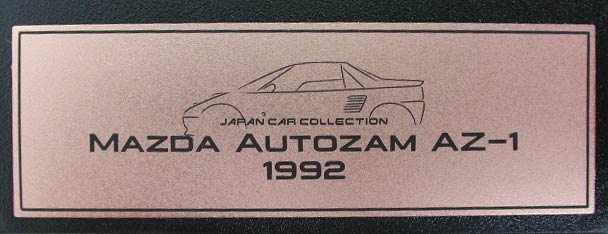 JAPAN CAR COLLECTION
MAZDA AUTOZAM AZ-1
1992